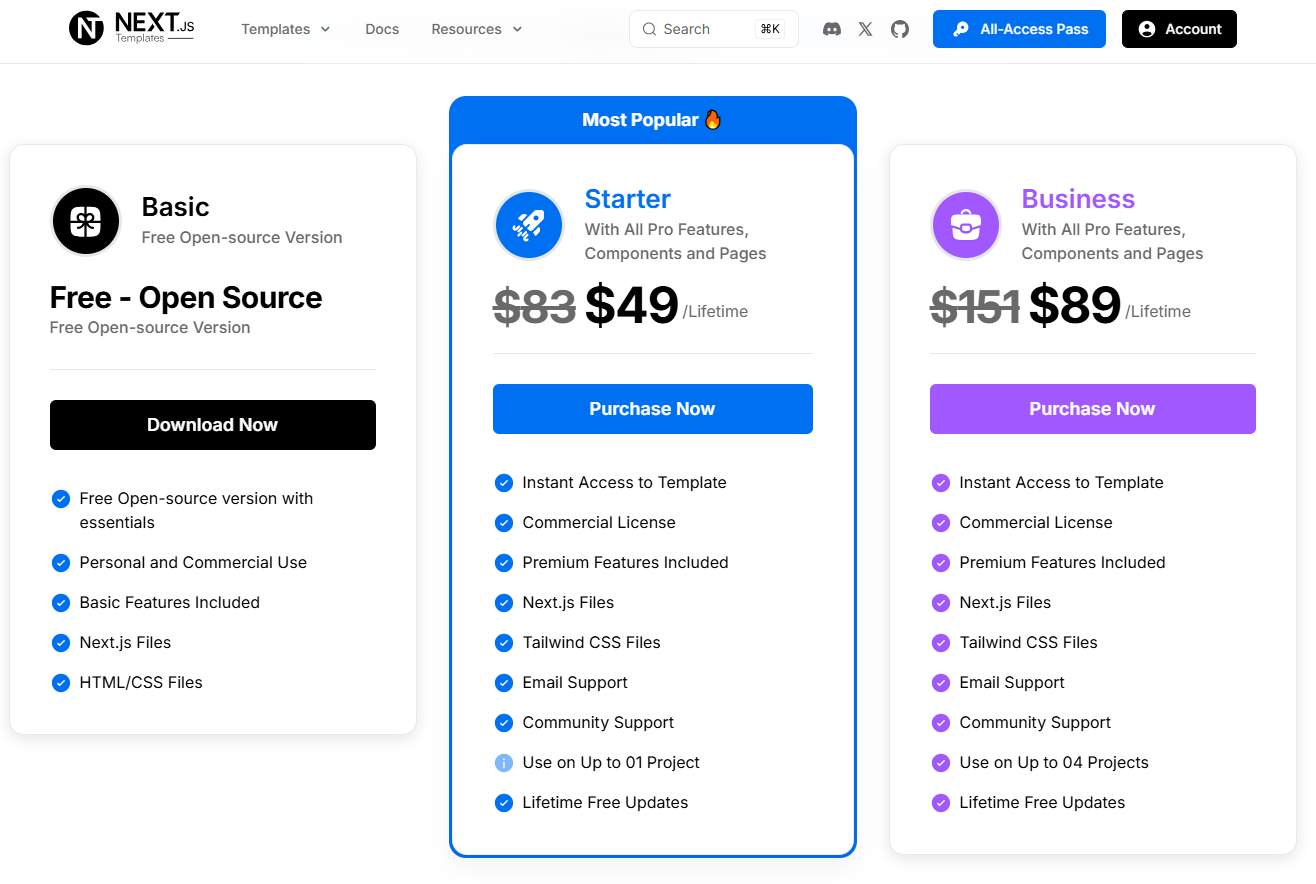 NEXT.JS
Templates
Templates
Docs
Resources
Search
⌘K
All-Access Pass
Account
Basic
Free Open-source Version
Free - Open Source
Free Open-source Version
Download Now
Free Open-source version with
essentials
Personal and Commercial Use
Basic Features Included
Next.js Files
HTML/CSS Files
Most Popular 🔥
Starter
With All Pro Features,
Components and Pages
$83 $49 /Lifetime
Purchase Now
Instant Access to Template
Commercial License
Premium Features Included
Next.js Files
Tailwind CSS Files
Email Support
Community Support
Use on Up to 01 Project
Lifetime Free Updates
Business
With All Pro Features,
Components and Pages
$151 $89 /Lifetime
Purchase Now
Instant Access to Template
Commercial License
Premium Features Included
Next.js Files
Tailwind CSS Files
Email Support
Community Support
Use on Up to 04 Projects
Lifetime Free Updates